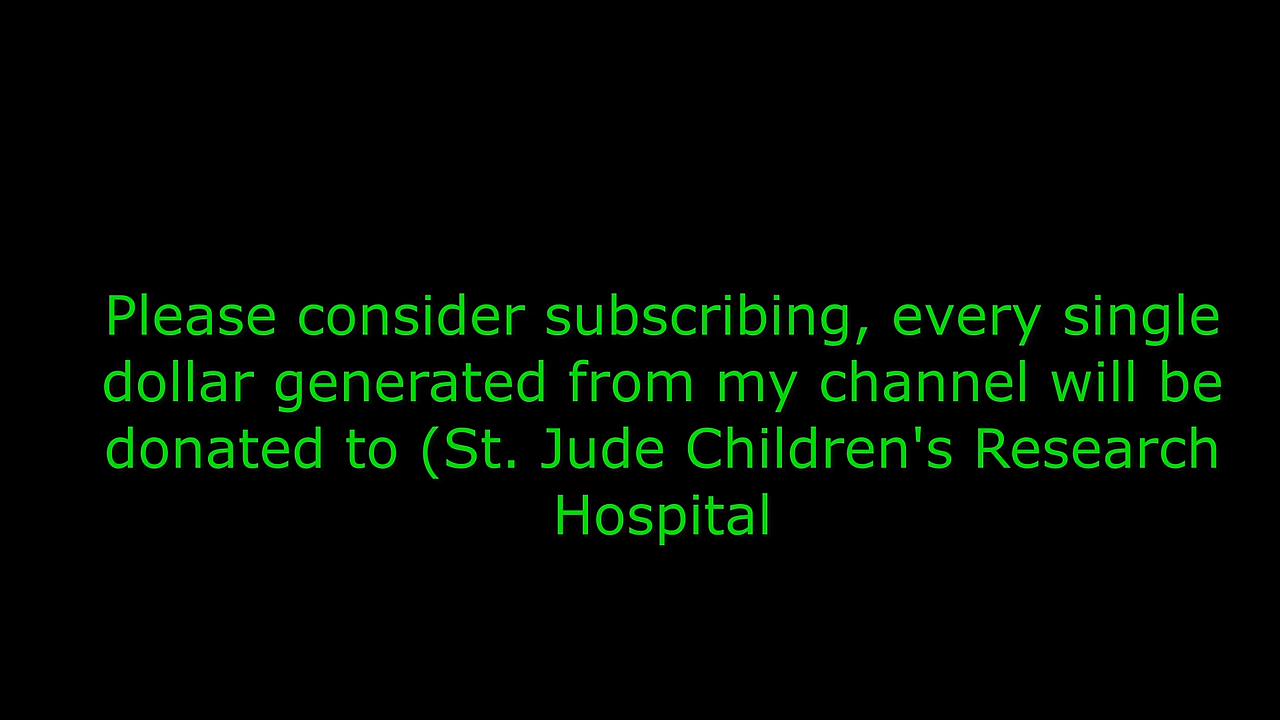 Please consider subscribing, every single
dollar generated from my channel will be
donated to (St. Jude Children's Research
Hospital